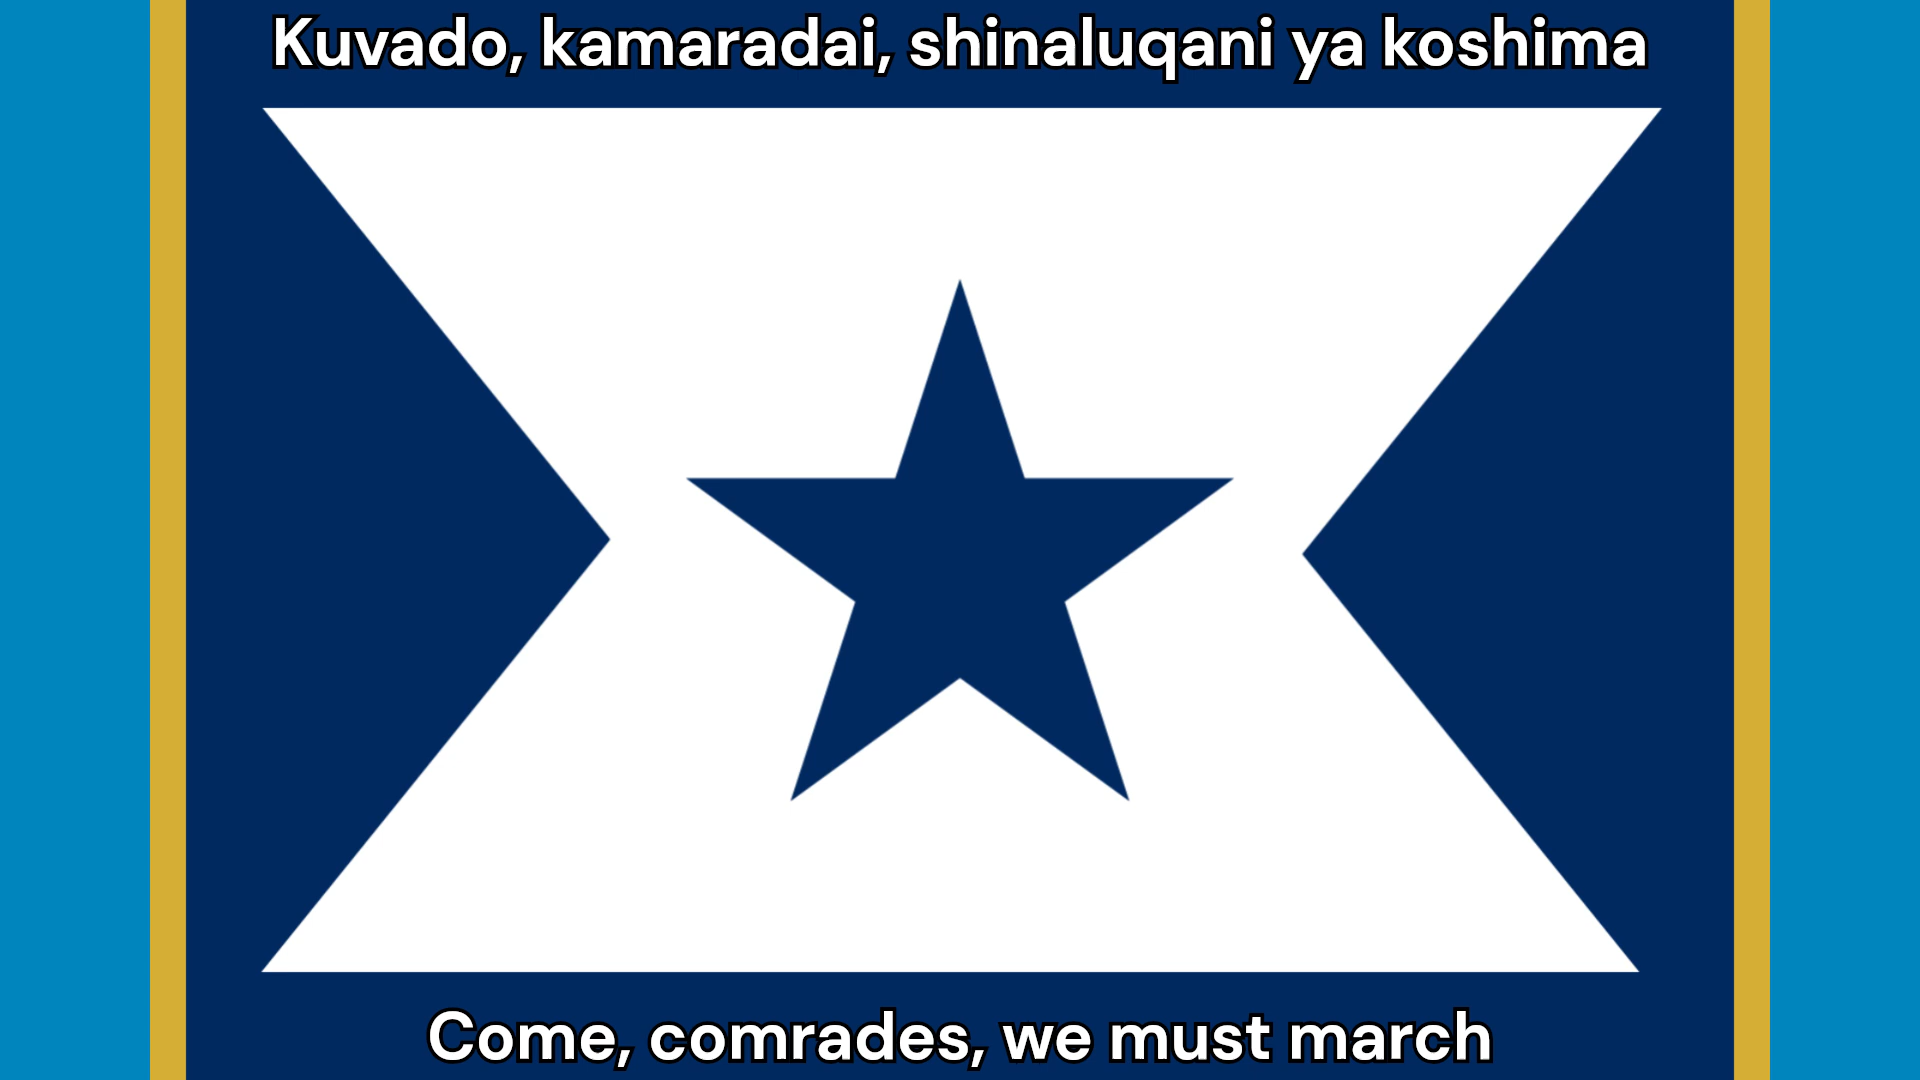 Kuvado, kamaradai, shinaluqani ya koshima
Come, comrades, we must march